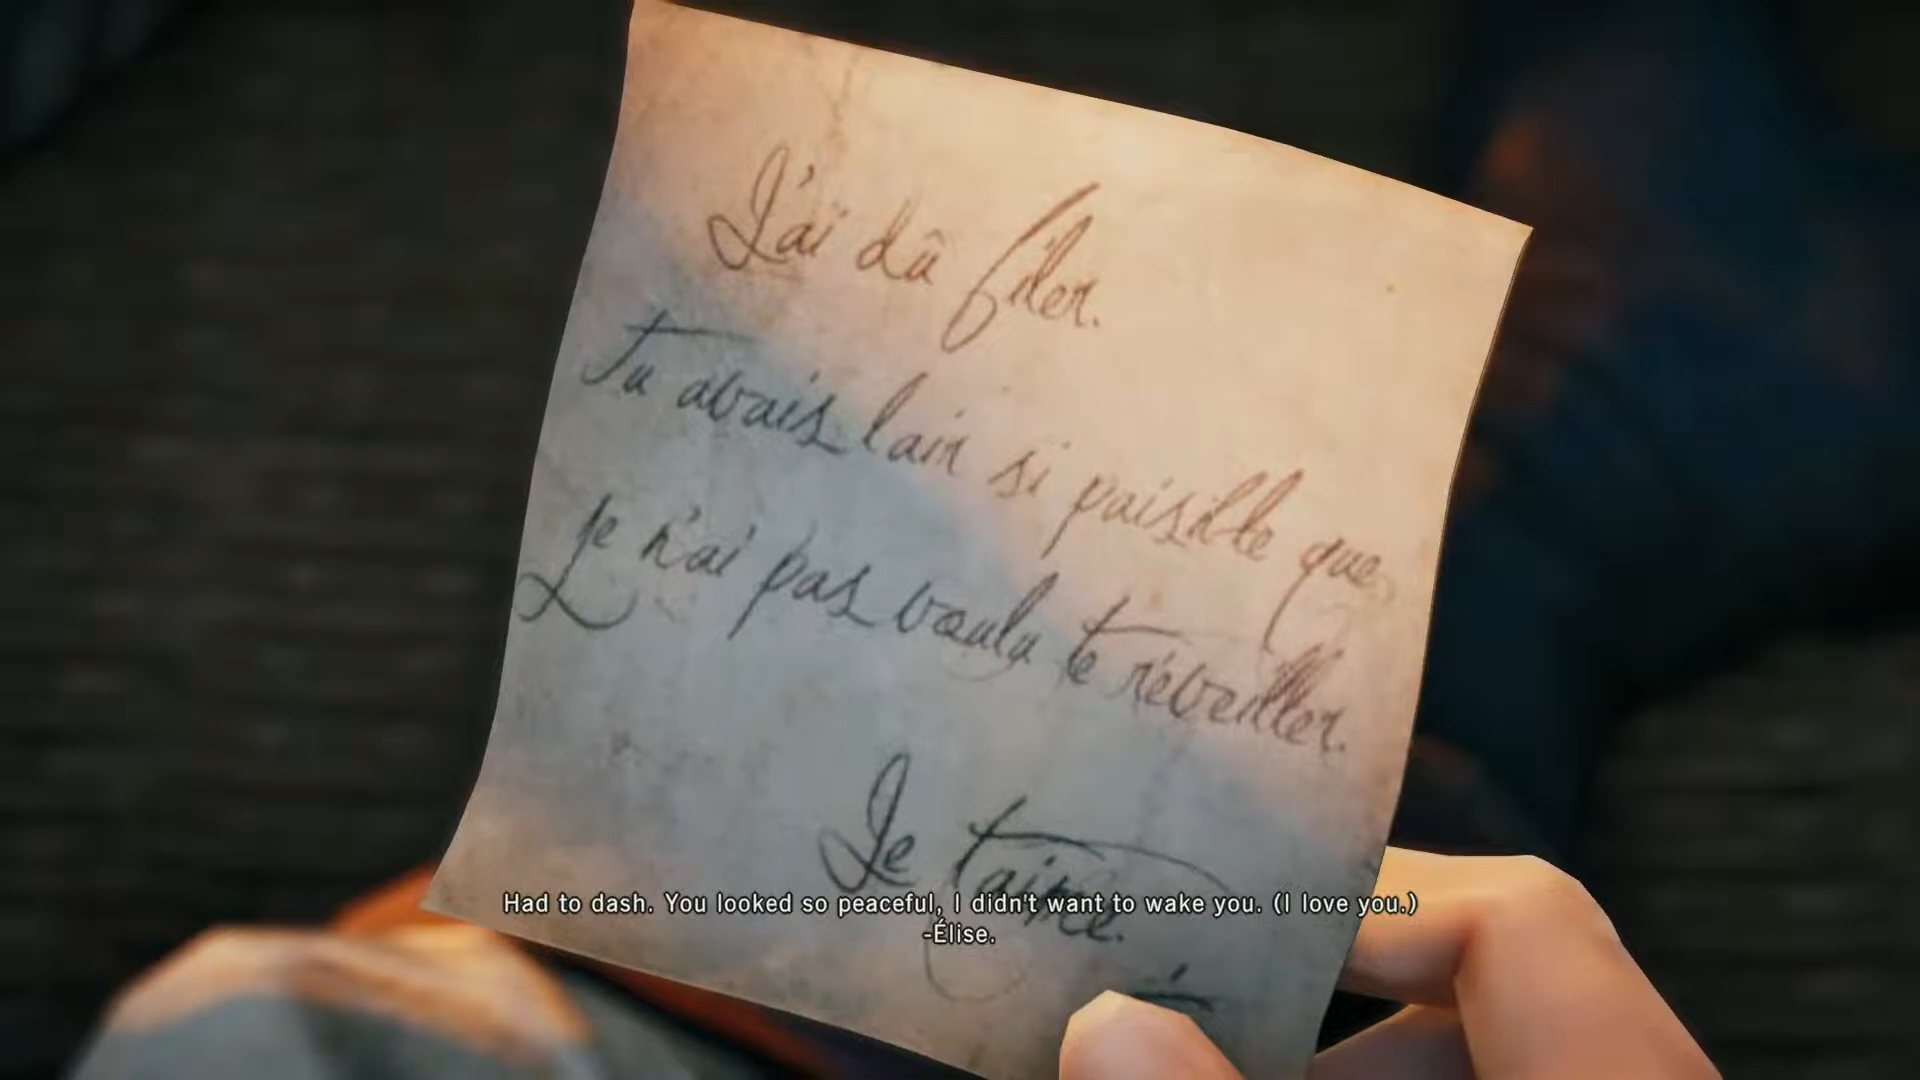 J'ai dû filer.
Tu avais lair si paisible que
je n'ai pas voulu te réveiller.
Je t'aime.
Had to dash. You looked so peaceful, I didn't want to wake you. (I love you.)
-Élise.